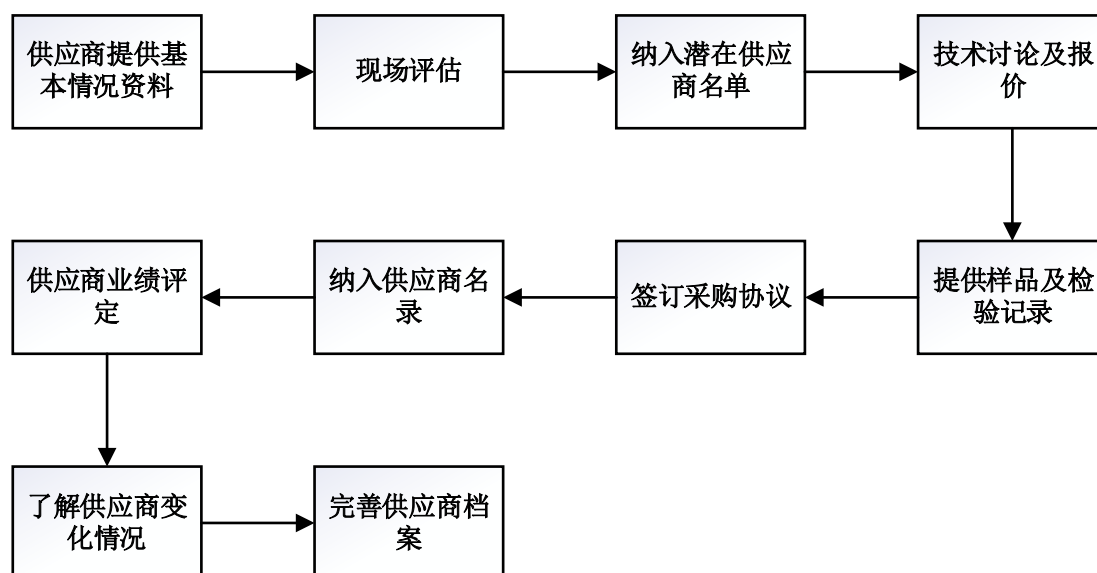 供应商提供基
本情况资料
现场评估
纳入潜在供应
商名单
技术讨论及报
价
提供样品及检
验记录
签订采购协议
纳入供应商名
录
供应商业绩评
定
了解供应商变
化情况
完善供应商档
案